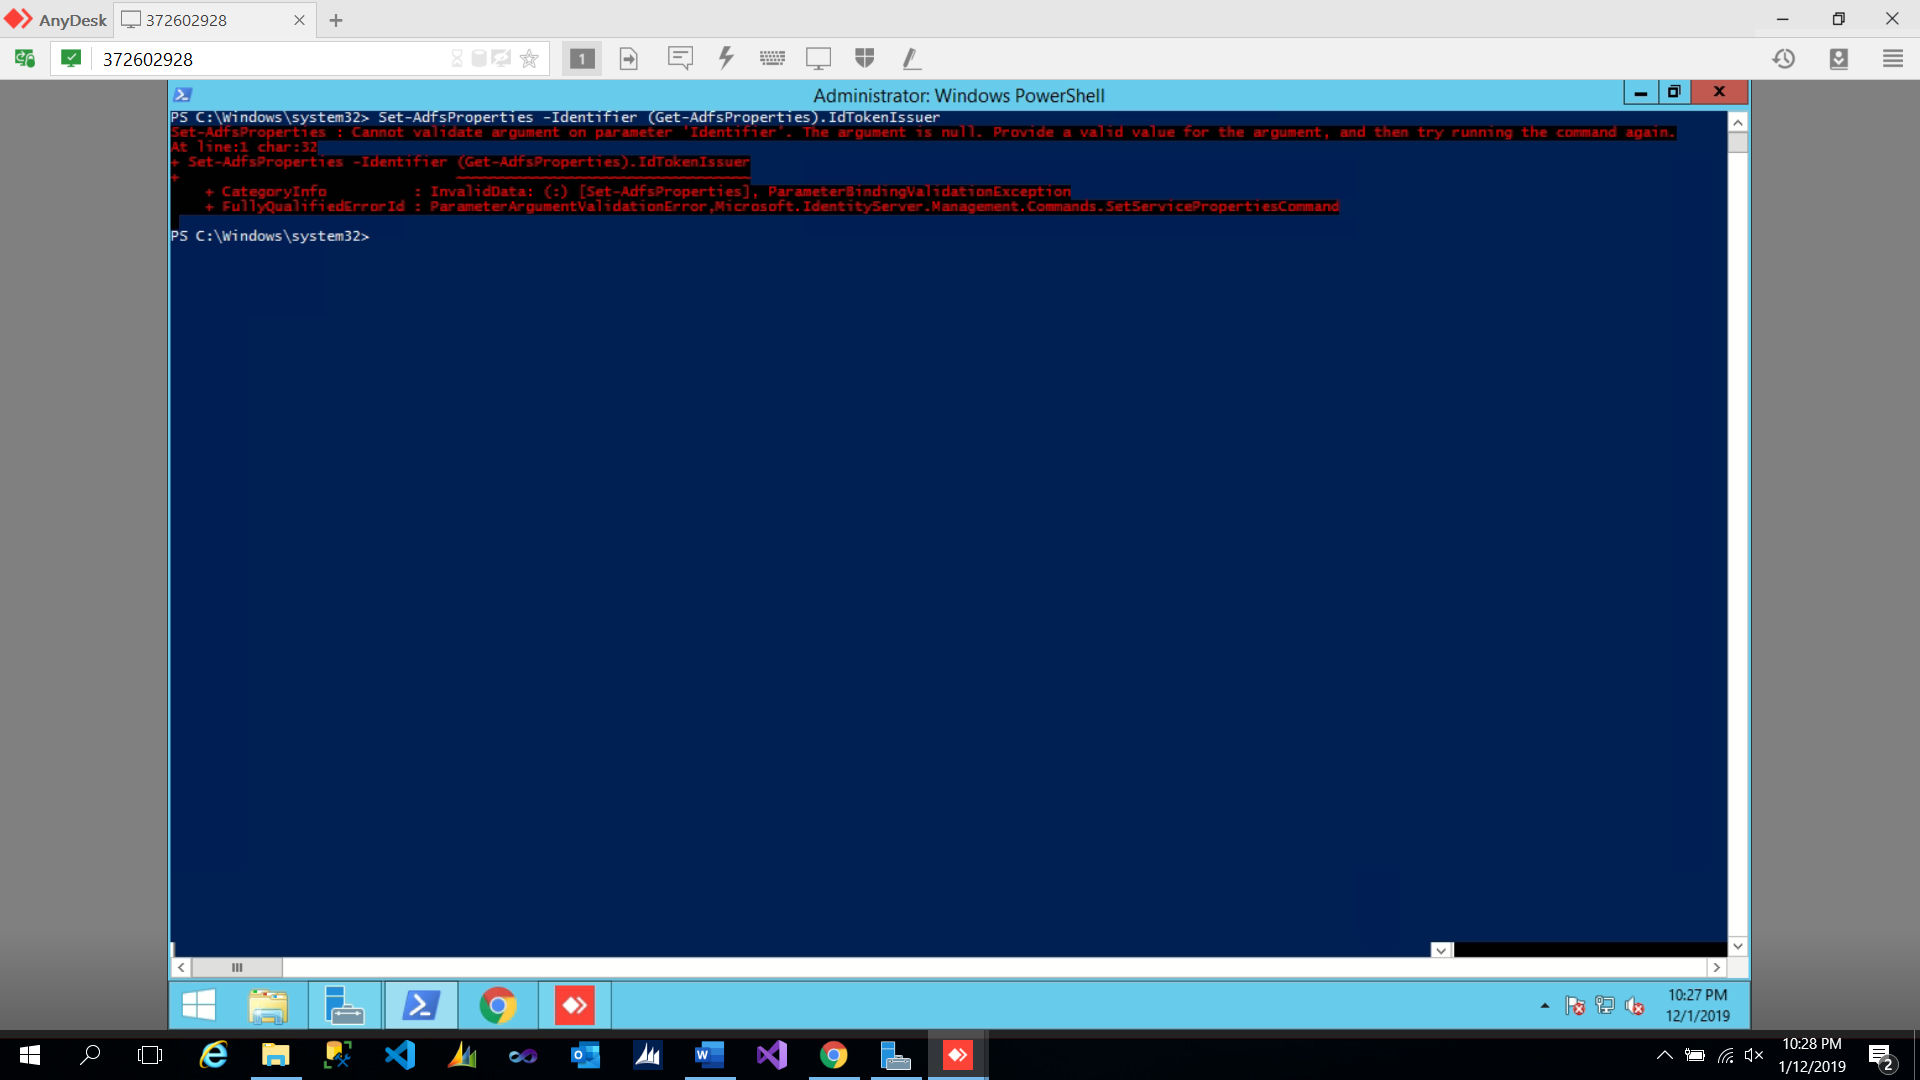 AnyDesk
372602928
372602928
1
Administrator: Windows PowerShell
PS C:\Windows\system32> Set-AdfsProperties -Identifier (Get-AdfsProperties).IdTokenIssuer
Set-AdfsProperties : Cannot validate argument on parameter 'Identifier'. The argument is null. Provide a valid value for the argument, and then try running the command again.
At line:1 char:32
+ Set-AdfsProperties -Identifier (Get-AdfsProperties).IdTokenIssuer
+ ~~~~~~~~~~~~~~~~~~~~~~~~~~~~~~~~~~
+ CategoryInfo : InvalidData: (:) [Set-AdfsProperties], ParameterBindingValidationException
+ FullyQualifiedErrorId : ParameterArgumentValidationError,Microsoft.IdentityServer.Management.Commands.SetServicePropertiesCommand
PS C:\Windows\system32>
10:27 PM
12/1/2019
10:28 PM
1/12/2019
2